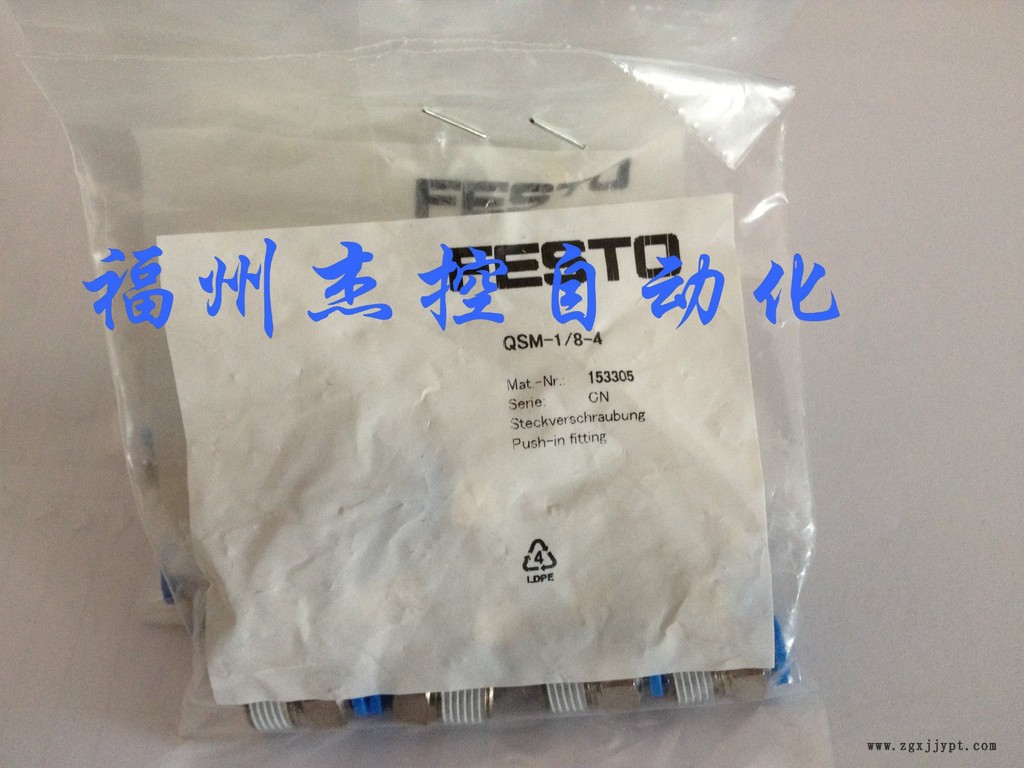 FESTO
福州杰控自动化
FESTO
QSM-1/8-4
Mat.-Nr.: 153305
Serie: CN
Steckverschraubung
Push-in fitting
4
LDPE
www.zgxjjypt.com